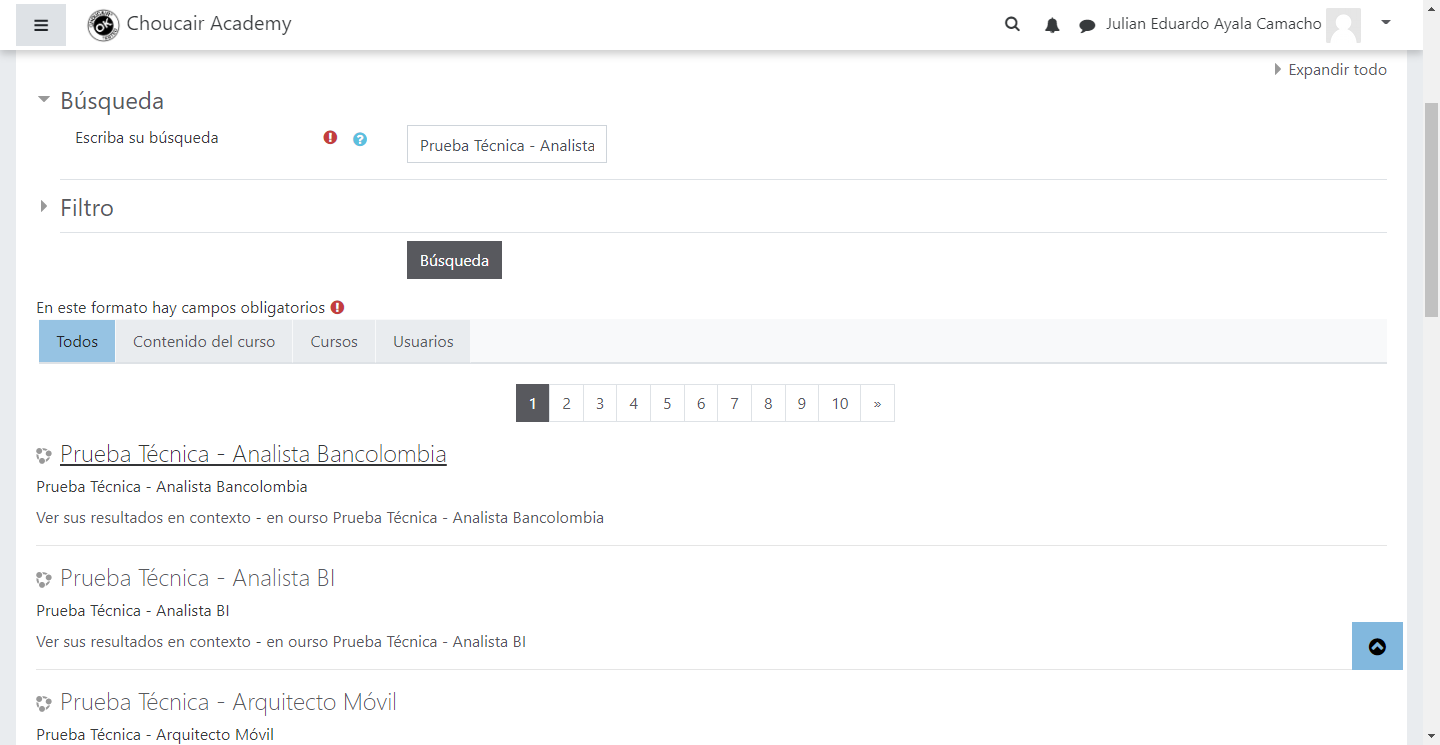 Choucair Academy
Julian Eduardo Ayala Camacho
Expandir todo
Búsqueda
Escriba su búsqueda
Prueba Técnica - Analista
Filtro
Búsqueda
En este formato hay campos obligatorios
Todos Contenido del curso Cursos Usuarios
1 2 3 4 5 6 7 8 9 10 »
Prueba Técnica - Analista Bancolombia
Prueba Técnica - Analista Bancolombia
Ver sus resultados en contexto - en ourso Prueba Técnica - Analista Bancolombia
Prueba Técnica - Analista BI
Prueba Técnica - Analista BI
Ver sus resultados en contexto - en ourso Prueba Técnica - Analista BI
Prueba Técnica - Arquitecto Móvil
Prueba Técnica - Arquitecto Móvil